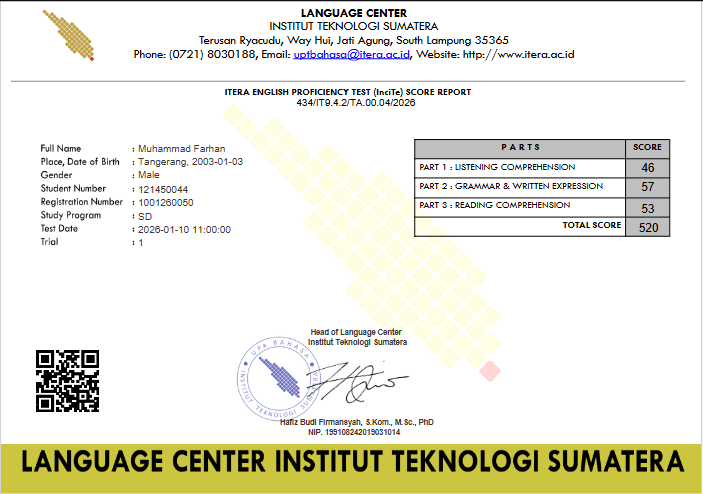 LANGUAGE CENTER
INSTITUT TEKNOLOGI SUMATERA
Terusan Ryacudu, Way Hui, Jati Agung, South Lampung 35365
Phone: (0721) 8030188, Email: uptbahasa@itera.ac.id, Website: http://www.itera.ac.id
ITERA ENGLISH PROFICIENCY TEST (InciTe) SCORE REPORT
434/IT9.4.2/TA.00.04/2026
Full Name : Muhammad Farhan
Place, Date of Birth : Tangerang, 2003-01-03
Gender : Male
Student Number : 121450044
Registration Number : 1001260050
Study Program : SD
Test Date : 2026-01-10 11:00:00
Trial : 1
PARTS SCORE
PART 1 : LISTENING COMPREHENSION 46
PART 2 : GRAMMAR & WRITTEN EXPRESSION 57
PART 3 : READING COMPREHENSION 53
TOTAL SCORE 520
Head of Language Center
Institut Teknologi Sumatera
UPA BAHASA
INSTITUT TEKNOLOGI SUMATERA
Hafiz Budi Firmansyah, S.Kom., M.Sc., PhD
NIP. 199108242019031014
LANGUAGE CENTER INSTITUT TEKNOLOGI SUMATERA